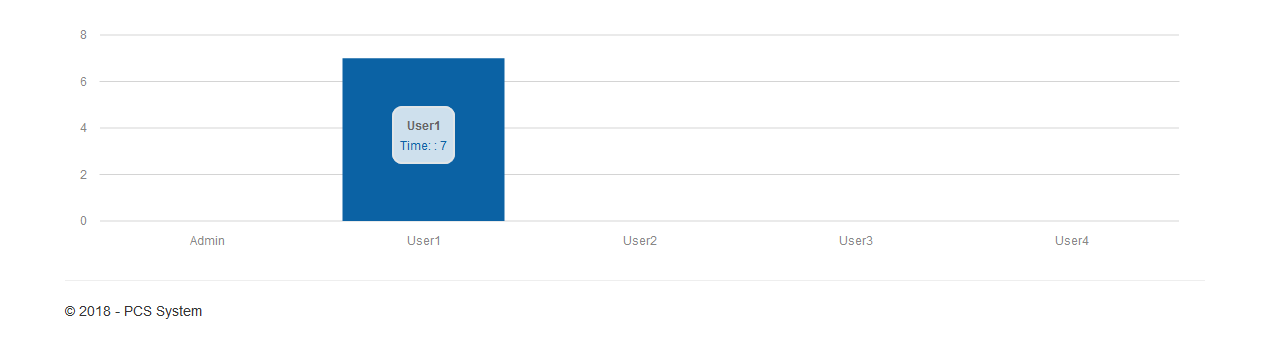 8
6
4
2
0
User1
Time: : 7
Admin User1 User2 User3 User4
© 2018 - PCS System